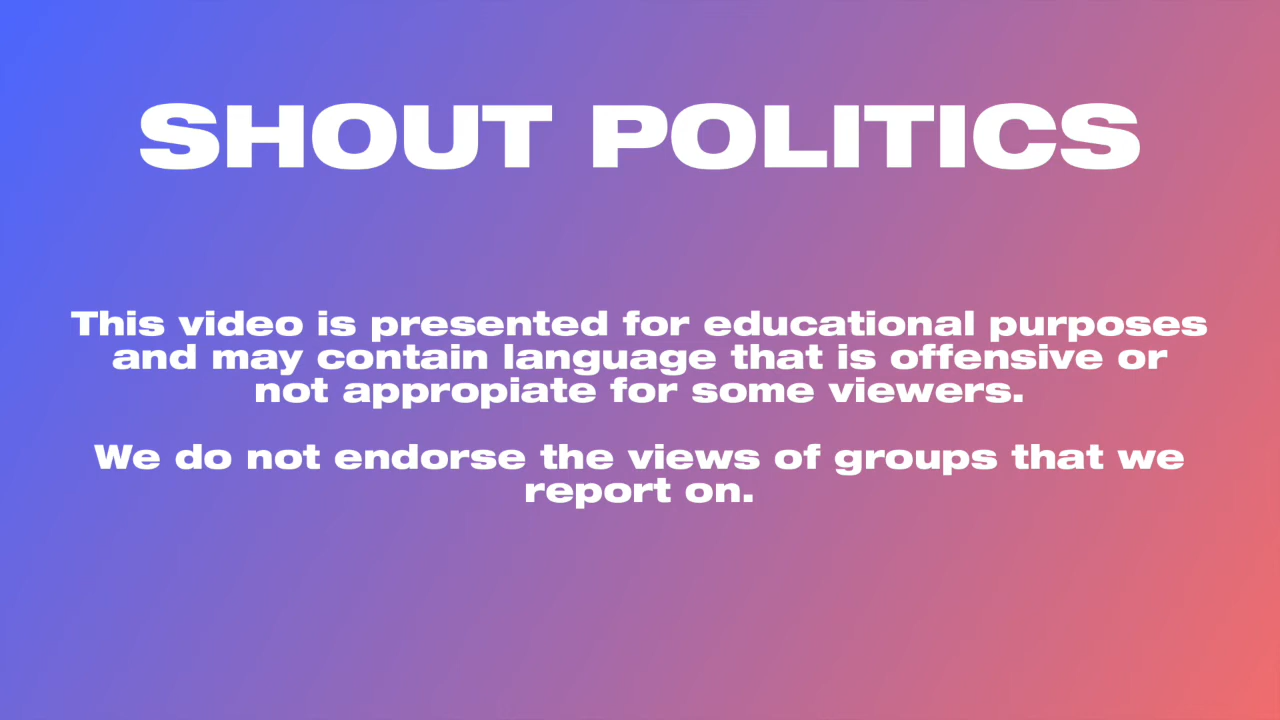 SHOUT POLITICS
This video is presented for educational purposes
and may contain language that is offensive or
not appropiate for some viewers.
We do not endorse the views of groups that we
report on.